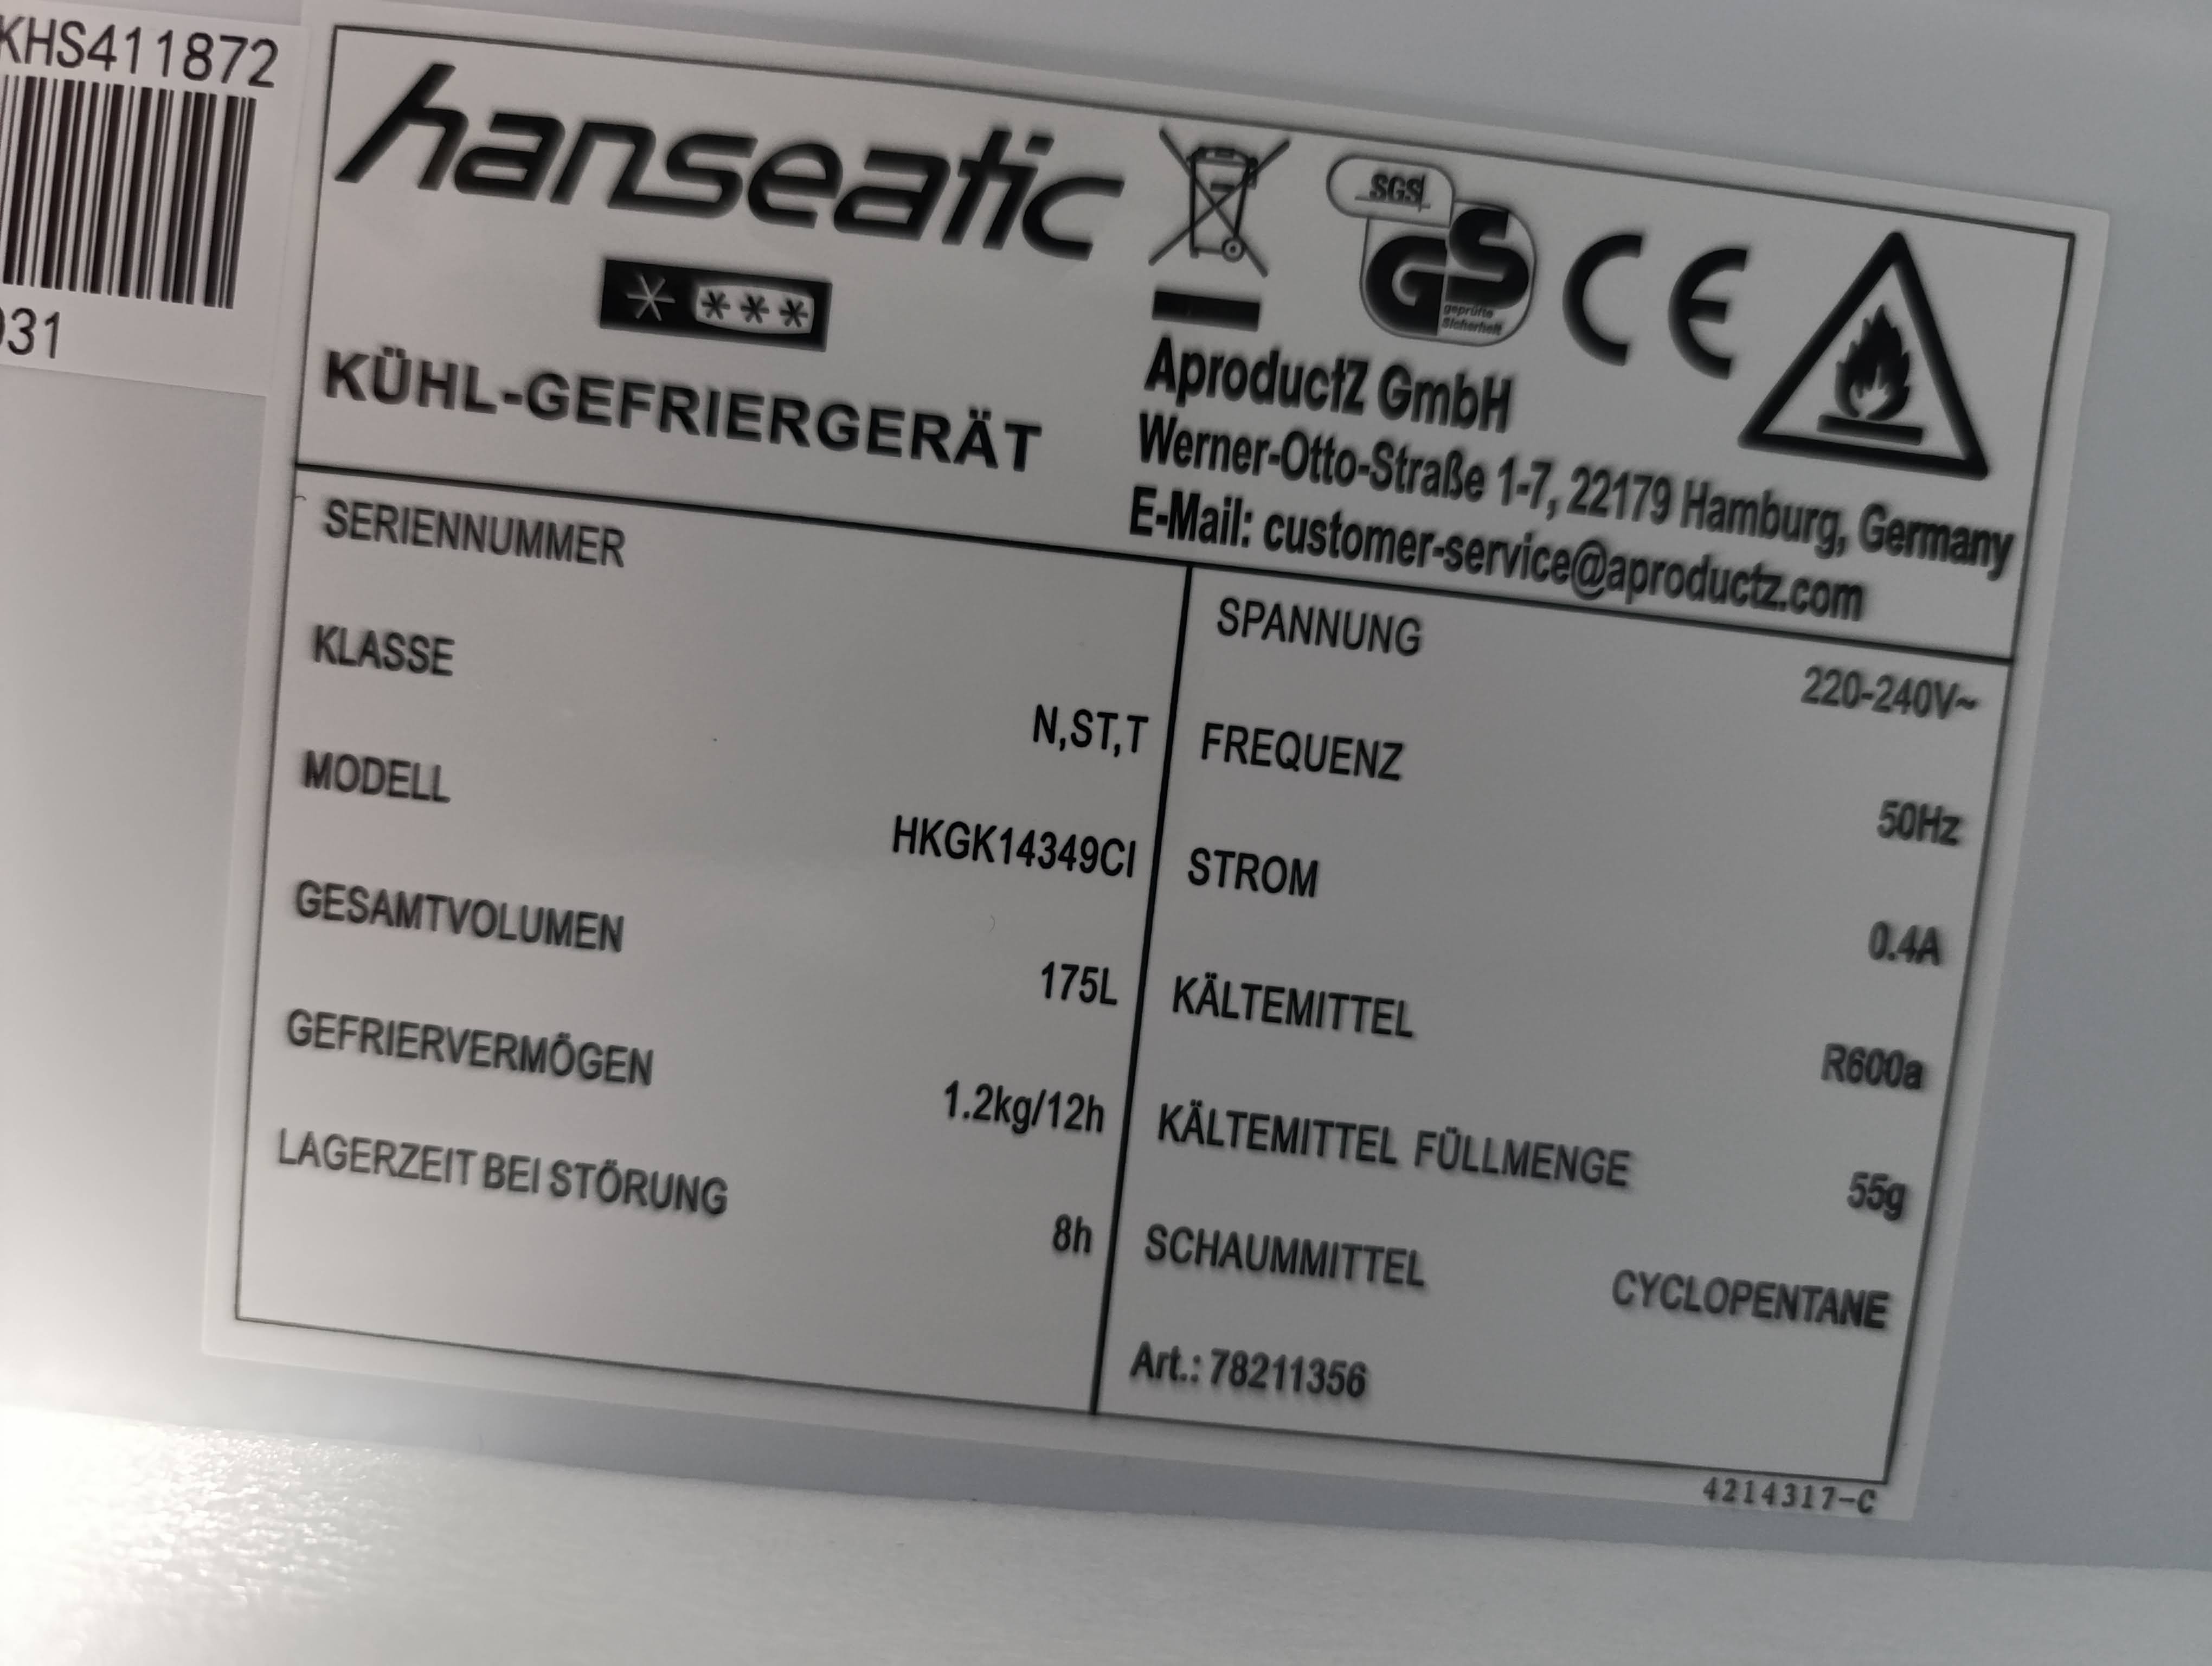 KHS411872
031
hanseatic
KÜHL-GEFRIERGERÄT
SGS
GS
geprüfte
Sicherheit
CE
AproductZ GmbH
Werner-Otto-Straße 1-7, 22179 Hamburg, Germany
E-Mail: customer-service@aproductz.com
SERIENNUMMER
KLASSE
N,ST,T
MODELL
HKGK14349CI
GESAMTVOLUMEN
175L
GEFRIERVERMÖGEN
1.2kg/12h
LAGERZEIT BEI STÖRUNG
8h
SPANNUNG
220-240V~
FREQUENZ
50Hz
STROM
0.4A
KÄLTEMITTEL
R600a
KÄLTEMITTEL FÜLLMENGE
55g
SCHAUMMITTEL
CYCLOPENTANE
Art.: 78211356
4214317-C